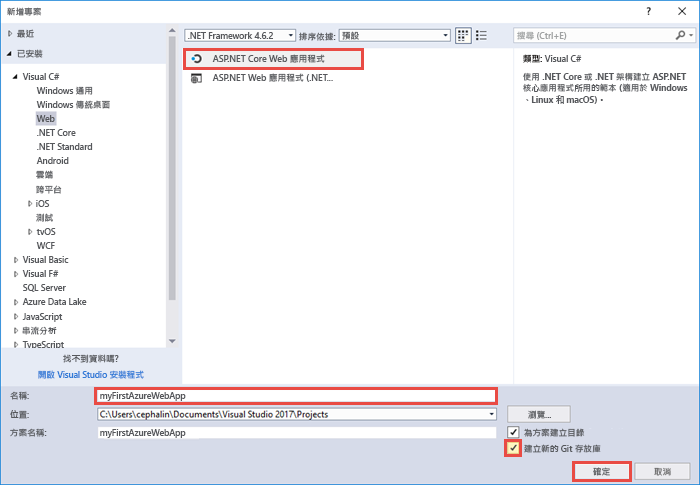 新增專案
?
最近
已安裝
Visual C#
Windows 通用
Windows 傳統桌面
Web
.NET Core
.NET Standard
Android
雲端
跨平台
iOS
測試
tvOS
WCF
Visual Basic
Visual F#
SQL Server
Azure Data Lake
JavaScript
串流分析
TypeScript
找不到資料嗎?
開啟 Visual Studio 安裝程式
.NET Framework 4.6.2
排序依據:
預設
ASP.NET Core Web 應用程式
ASP.NET Web 應用程式 (.NET...
搜尋 (Ctrl+E)
類型: Visual C#
使用 .NET Core 或 .NET 架構建立 ASP.NET
核心應用程式所用的範本 (適用於 Windows
、Linux 和 macOS)。
名稱:
myFirstAzureWebApp
位置:
C:\Users\cephalin\Documents\Visual Studio 2017\Projects
瀏覽...
方案名稱:
myFirstAzureWebApp
為方案建立目錄
建立新的 Git 存放庫
確定
取消